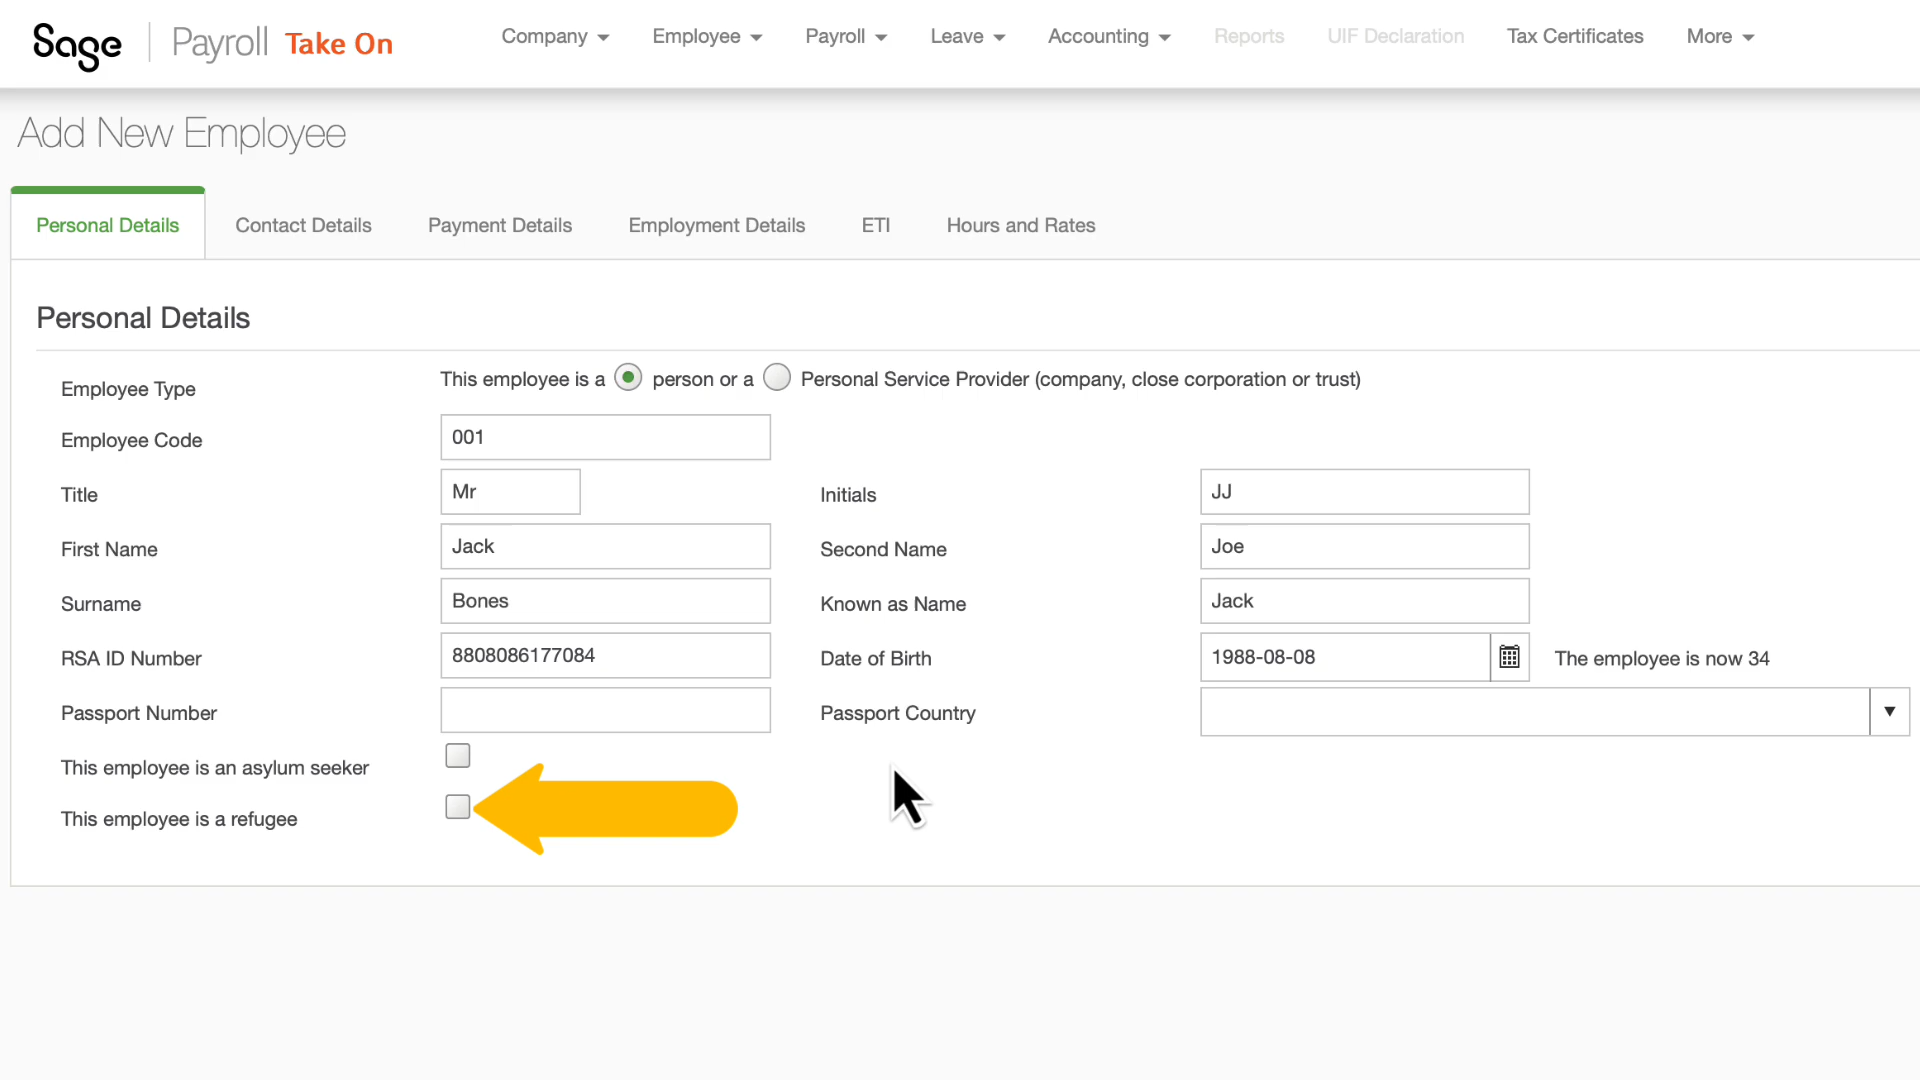 Sage Payroll Take On Company Employee Payroll Leave Accounting Reports UIF Declaration Tax Certificates More
Add New Employee
Personal Details Contact Details Payment Details Employment Details ETI Hours and Rates
Personal Details
Employee Type This employee is a person or a Personal Service Provider (company, close corporation or trust)
Employee Code 001
Title Mr Initials JJ
First Name Jack Second Name Joe
Surname Bones Known as Name Jack
RSA ID Number 8808086177084 Date of Birth 1988-08-08 The employee is now 34
Passport Number Passport Country
This employee is an asylum seeker
This employee is a refugee